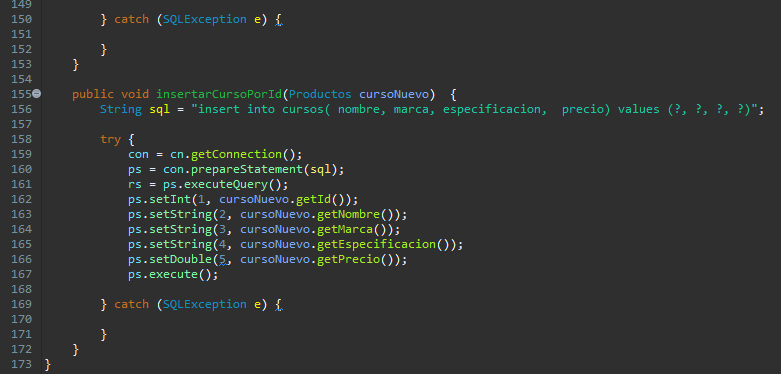 149
150 } catch (SQLException e) {
151
152 }
153 }
154
155 public void insertarCursoPorId(Productos cursoNuevo) {
156 String sql = "insert into cursos( nombre, marca, especificacion, precio) values (?, ?, ?, ?)";
157
158 try {
159 con = cn.getConnection();
160 ps = con.prepareStatement(sql);
161 rs = ps.executeQuery();
162 ps.setInt(1, cursoNuevo.getId());
163 ps.setString(2, cursoNuevo.getNombre());
164 ps.setString(3, cursoNuevo.getMarca());
165 ps.setString(4, cursoNuevo.getEspecificacion());
166 ps.setDouble(5, cursoNuevo.getPrecio());
167 ps.execute();
168
169 } catch (SQLException e) {
170
171 }
172 }
173 }